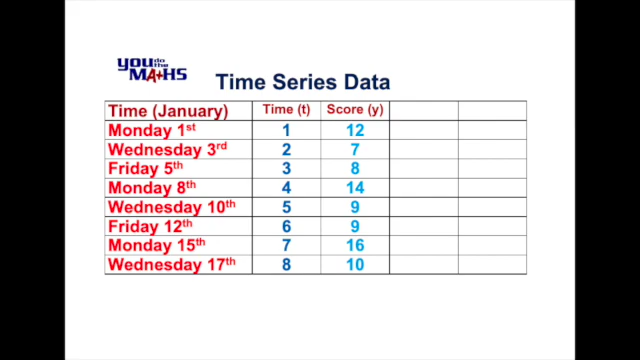 you do the MA+HS
Time Series Data
Time (January) Time (t) Score (y)
Monday 1st 1 12
Wednesday 3rd 2 7
Friday 5th 3 8
Monday 8th 4 14
Wednesday 10th 5 9
Friday 12th 6 9
Monday 15th 7 16
Wednesday 17th 8 10